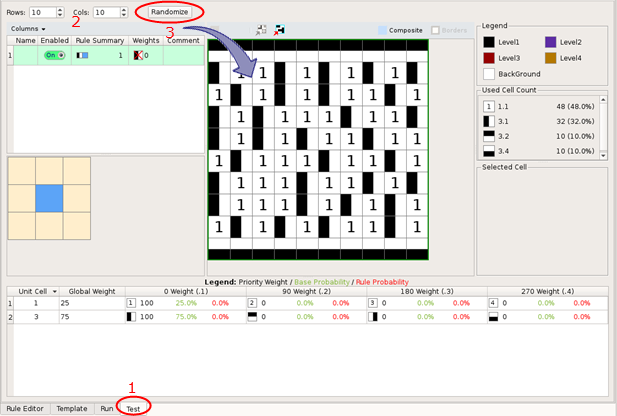 Rows: 10 Cols: 10 Randomize
2
3
Columns
Composite Borders
Name Enabled Rule Summary Weights Comment
1 On 1 0
1 1 1 1 1
1 1 1 1 1 1
1 1 1 1 1
1 1 1 1 1
1 1 1 1 1 1
1 1 1 1 1
1 1 1 1 1
1 1 1 1 1 1
Legend
Level1 Level2
Level3 Level4
BackGround
Used Cell Count
1 1.1 48 (48.0%)
3.1 32 (32.0%)
3.2 10 (10.0%)
3.4 10 (10.0%)
Selected Cell
Legend: Priority Weight / Base Probability / Rule Probability
Unit Cell Global Weight 0 Weight (.1) 90 Weight (.2) 180 Weight (.3) 270 Weight (.4)
1 1 25 1 100 25.0% 0.0% 2 0 0.0% 0.0% 3 0 0.0% 0.0% 4 0 0.0% 0.0%
2 3 75 100 75.0% 0.0% 0 0.0% 0.0% 0 0.0% 0.0% 0 0.0% 0.0%
1
Rule Editor Template Run Test